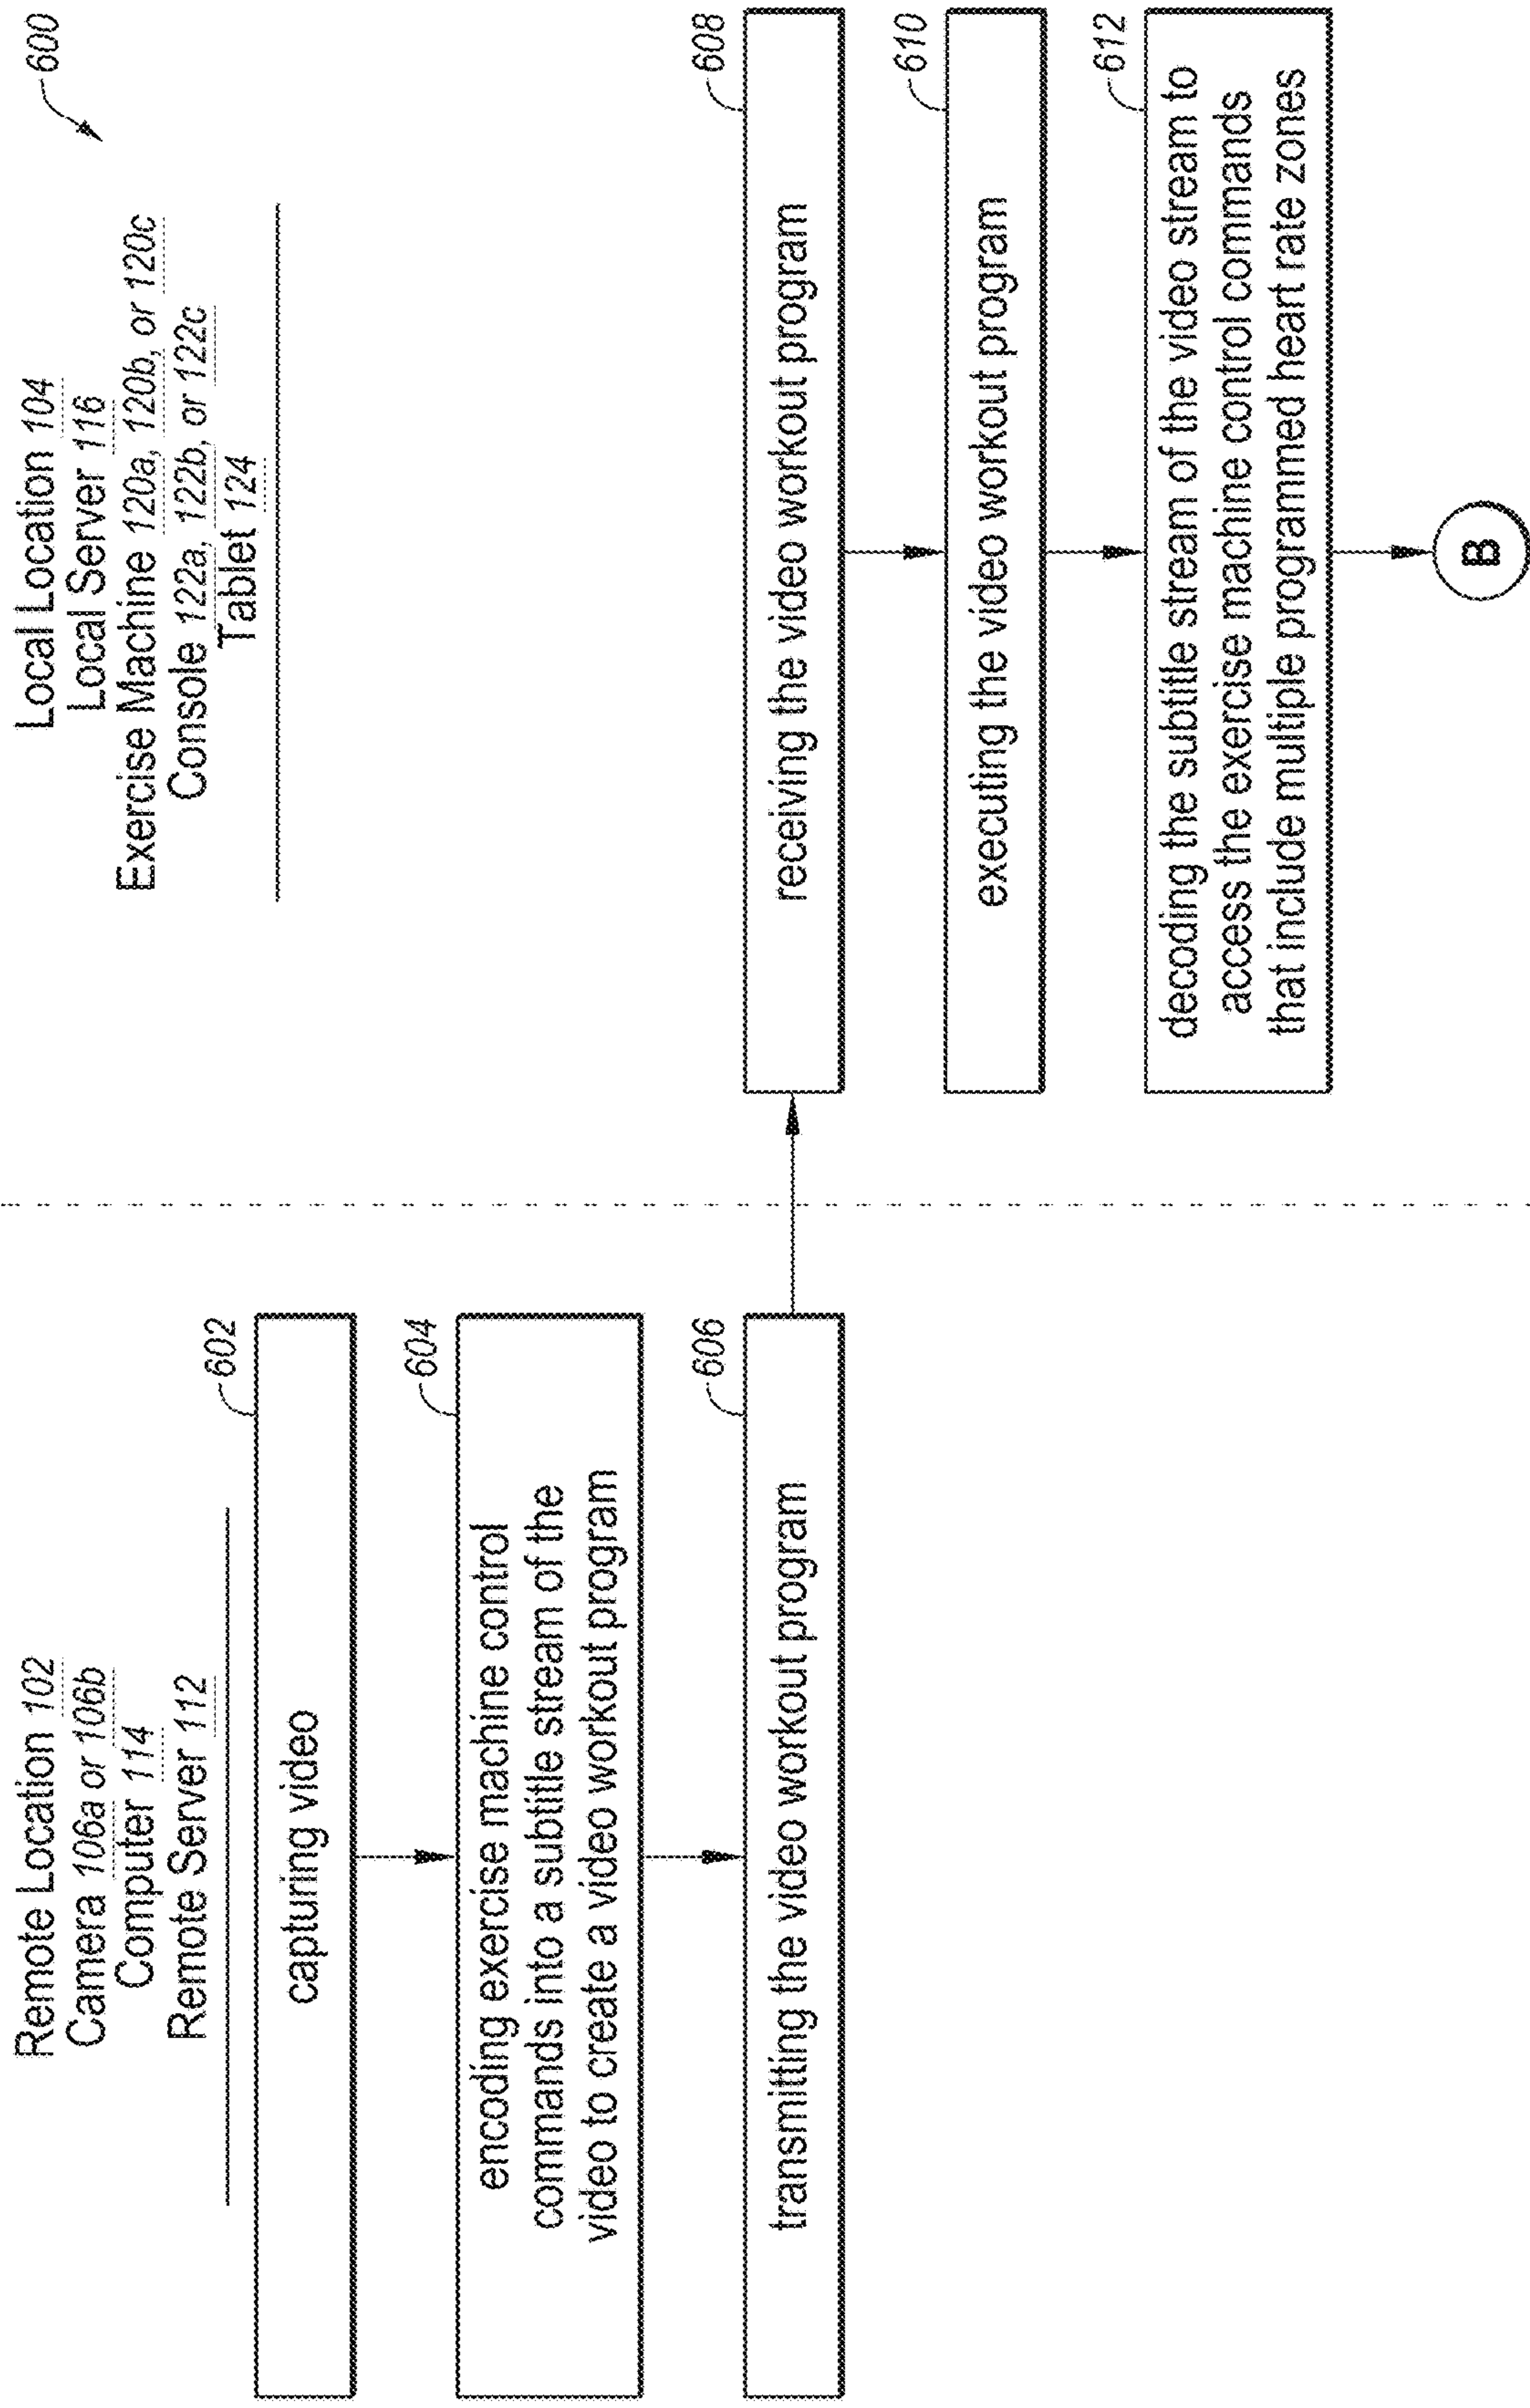 600
Remote Location 102
Camera 106a or 106b
Computer 114
Remote Server 112
602
capturing video
604
encoding exercise machine control
commands into a subtitle stream of the
video to create a video workout program
606
transmitting the video workout program
Local Location 104
Local Server 116
Exercise Machine 120a, 120b, or 120c
Console 122a, 122b, or 122c
Tablet 124
608
receiving the video workout program
610
executing the video workout program
612
decoding the subtitle stream of the video stream to
access the exercise machine control commands
that include multiple programmed heart rate zones
B